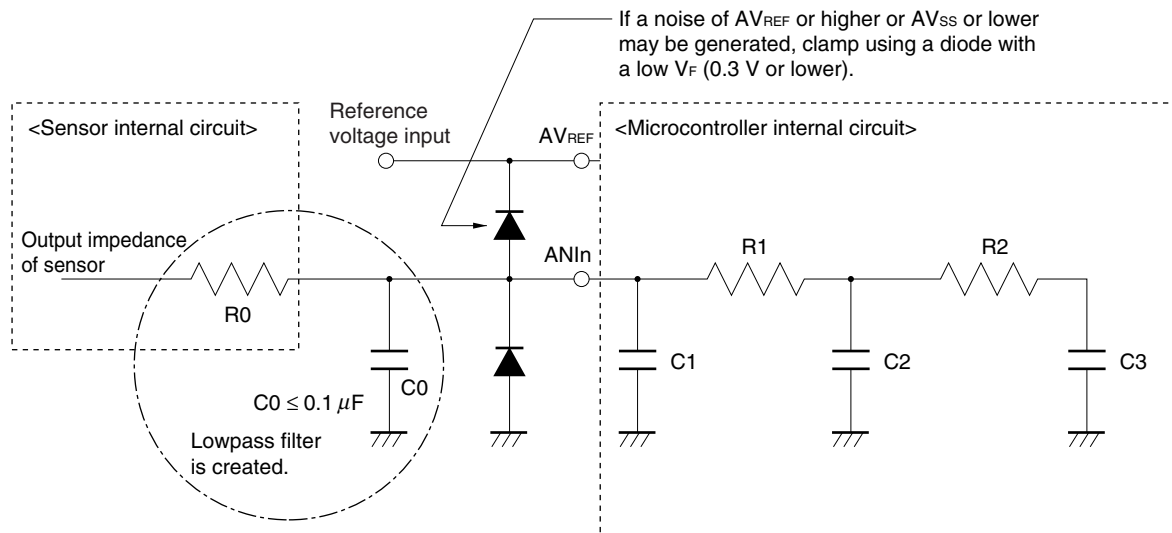 If a noise of AVREF or higher or AVSS or lower
may be generated, clamp using a diode with
a low VF (0.3 V or lower).
Reference
voltage input
AVREF
<Sensor internal circuit>
<Microcontroller internal circuit>
Output impedance
of sensor
R0
ANIn
R1
R2
C0
C0 ≤ 0.1 μF
C1
C2
C3
Lowpass filter
is created.